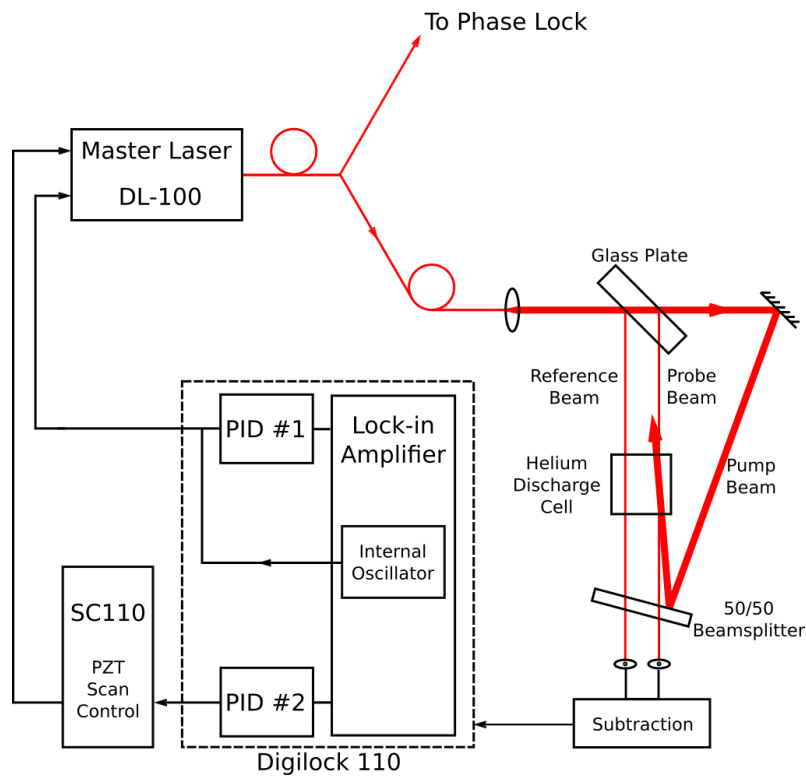 To Phase Lock
Master Laser
DL-100
Glass Plate
Reference
Beam
Probe
Beam
PID #1
Lock-in
Amplifier
Helium
Discharge
Cell
Pump
Beam
Internal
Oscillator
SC110
PZT
Scan
Control
50/50
Beamsplitter
PID #2
Subtraction
Digilock 110